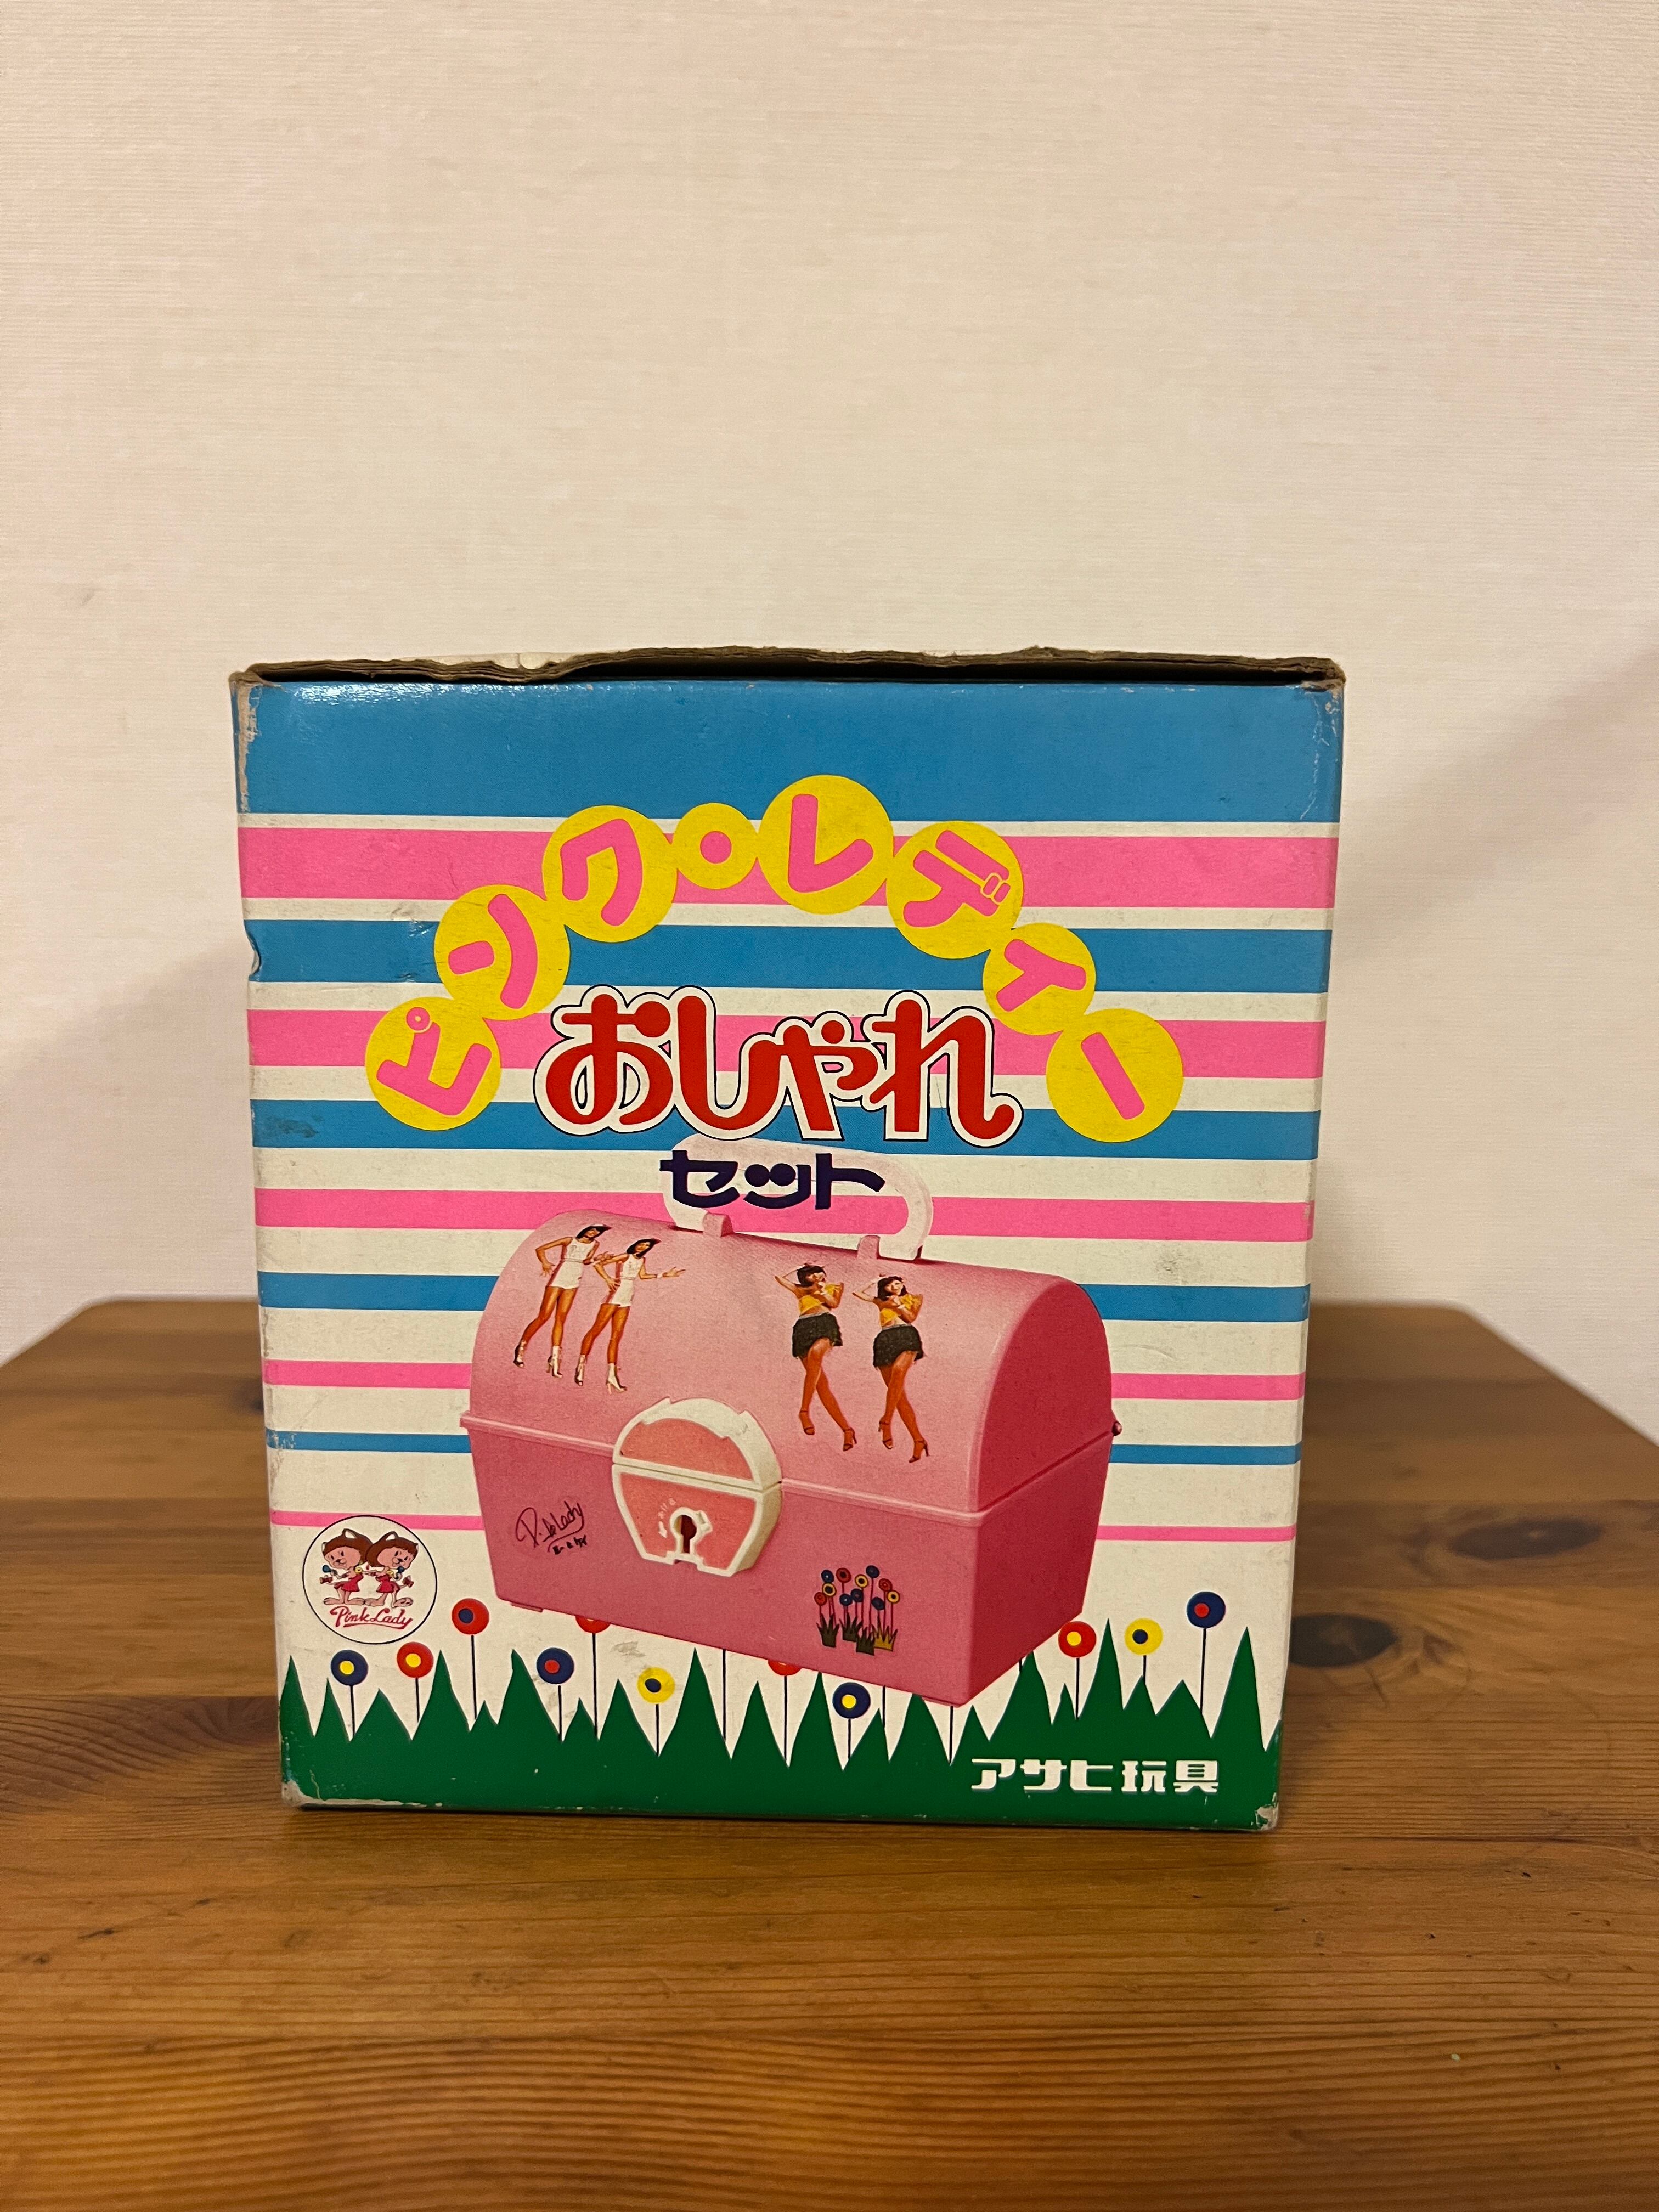 ピンク・レディー
おしゃれ
セット
Pink Lady
アサヒ玩具